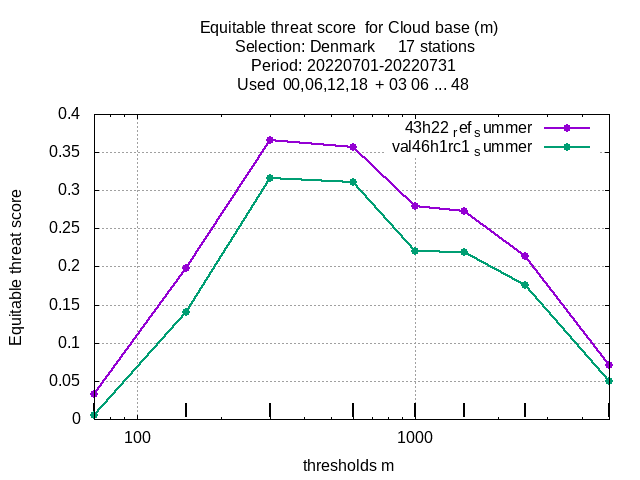 Equitable threat score  for Cloud base (m)
Selection: Denmark     17 stations
Period: 20220701-20220731
Used  00,06,12,18  + 03 06 ... 48
43h22_ref_summer
val46h1rc1_summer
Equitable threat score
0.4
0.35
0.3
0.25
0.2
0.15
0.1
0.05
0
100
1000
thresholds m